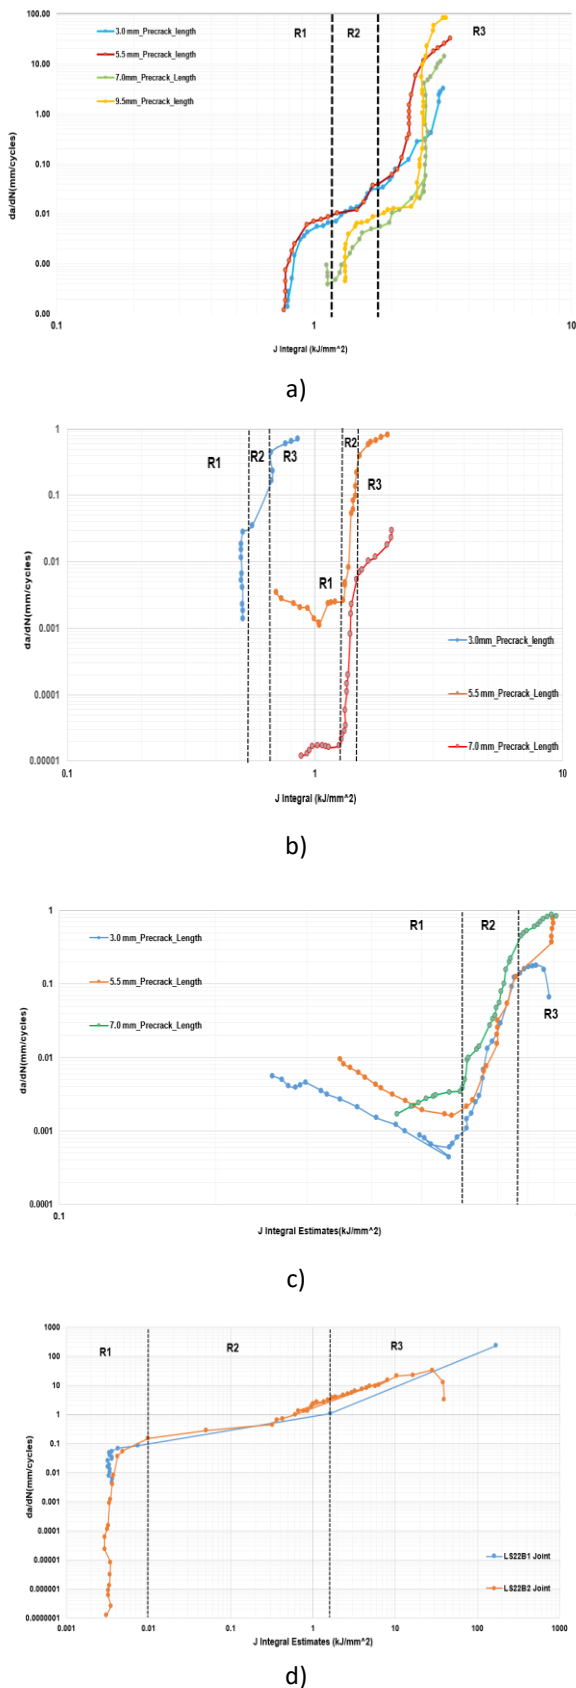 R1
R2
R3
3.0 mm_Precrack_length
5.5 mm_Precrack_length
7.0mm_Precrack_length
9.5mm_Precrack_length
100.00
10.00
1.00
0.10
0.01
0.00
0.00
da/dN(mm/cycles)
0.1
1
10
J Integral (kJ/mm^2)
a)
R1
R2
R3
R1
R2
R3
1
0.1
0.01
0.001
0.0001
0.00001
da/dN(mm/cycles)
3.0mm_Precrack_length
5.5 mm_Precrack_Length
7.0 mm_Precrack_Length
0.1
1
10
J Integral (kJ/mm^2)
b)
R1
R2
R3
3.0 mm_Precrack_Length
5.5 mm_Precrack_Length
7.0 mm_Precrack_Length
1
0.1
0.01
0.001
0.0001
da/dN(mm/cycles)
0.1
1
J Integral Estimates(kJ/mm^2)
c)
R1
R2
R3
1000
100
10
1
0.1
0.01
0.001
0.0001
0.00001
0.000001
0.0000001
da/dN(mm/cycles)
LS22B1 Joint
LS22B2 Joint
0.001
0.01
0.1
1
10
100
1000
J Integral Estimates (kJ/mm^2)
d)